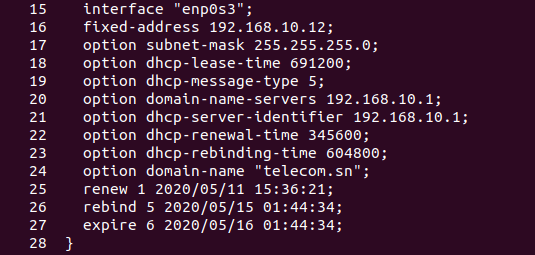 15 interface "enp0s3";
16 fixed-address 192.168.10.12;
17 option subnet-mask 255.255.255.0;
18 option dhcp-lease-time 691200;
19 option dhcp-message-type 5;
20 option domain-name-servers 192.168.10.1;
21 option dhcp-server-identifier 192.168.10.1;
22 option dhcp-renewal-time 345600;
23 option dhcp-rebinding-time 604800;
24 option domain-name "telecom.sn";
25 renew 1 2020/05/11 15:36:21;
26 rebind 5 2020/05/15 01:44:34;
27 expire 6 2020/05/16 01:44:34;
28 }